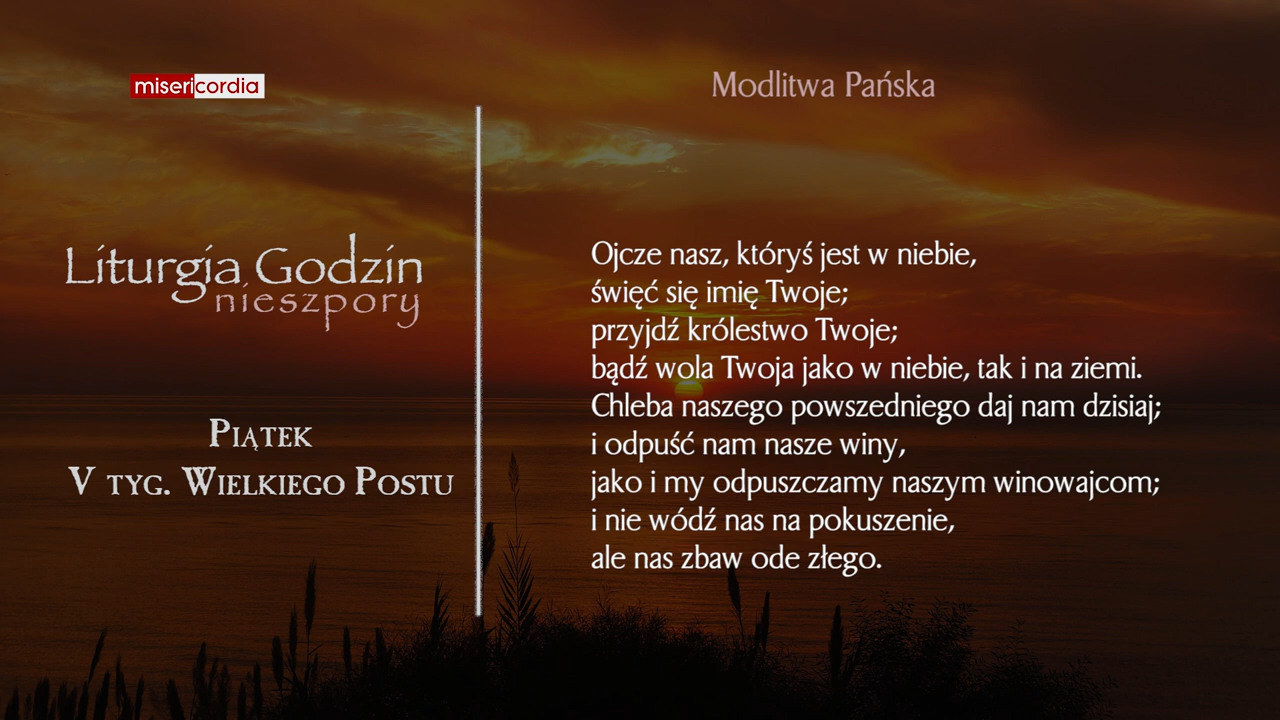 misericordia
Liturgia Godzin
nieszpory
Piątek
V tyg. Wielkiego Postu
Modlitwa Pańska
Ojcze nasz, któryś jest w niebie,
święć się imię Twoje;
przyjdź królestwo Twoje;
bądź wola Twoja jako w niebie, tak i na ziemi.
Chleba naszego powszedniego daj nam dzisiaj;
i odpuść nam nasze winy,
jako i my odpuszczamy naszym winowajcom;
i nie wódź nas na pokuszenie,
ale nas zbaw ode złego.